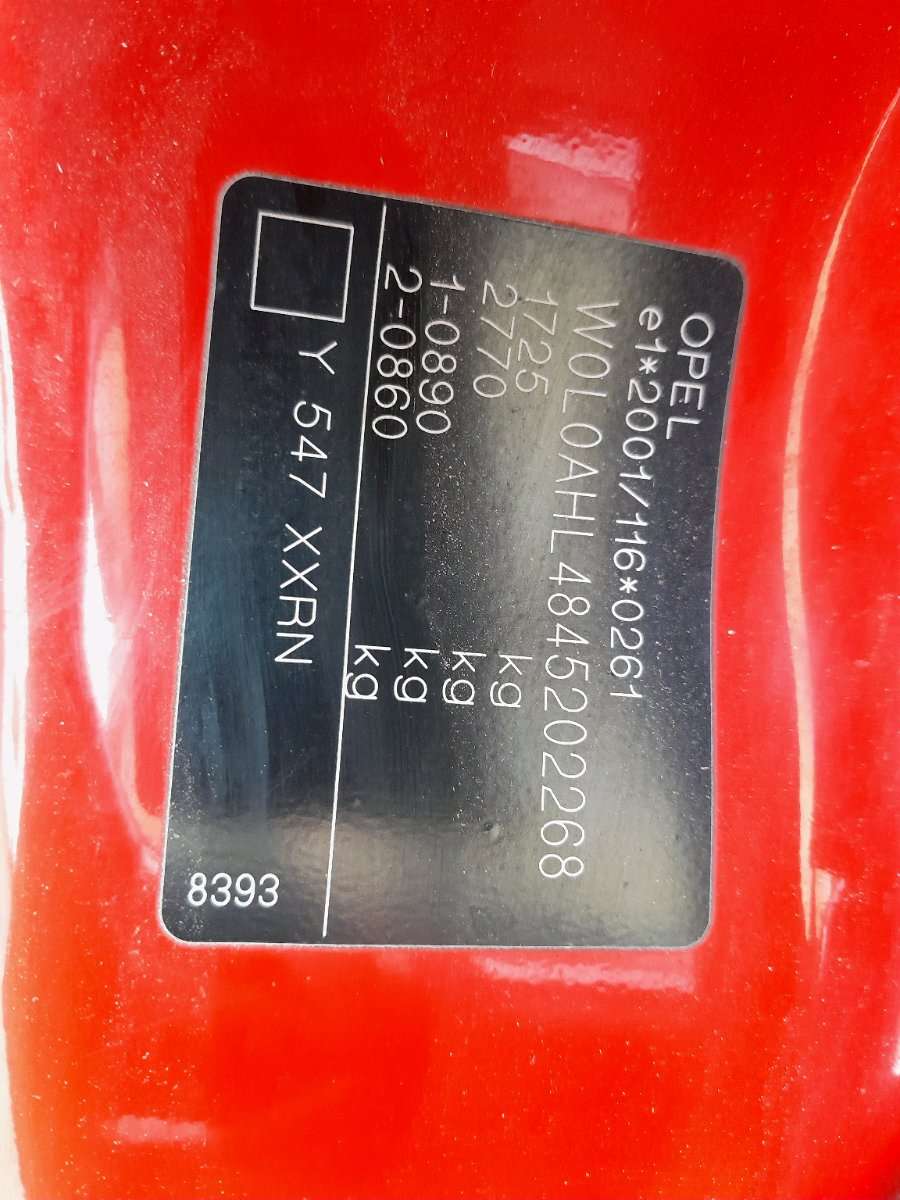 OPEL
e1*2001/116*0261
W0L0AHL4845202268
1725 kg
2770 kg
1-0890 kg
2-0860 kg
Y 547 XXRN
8393